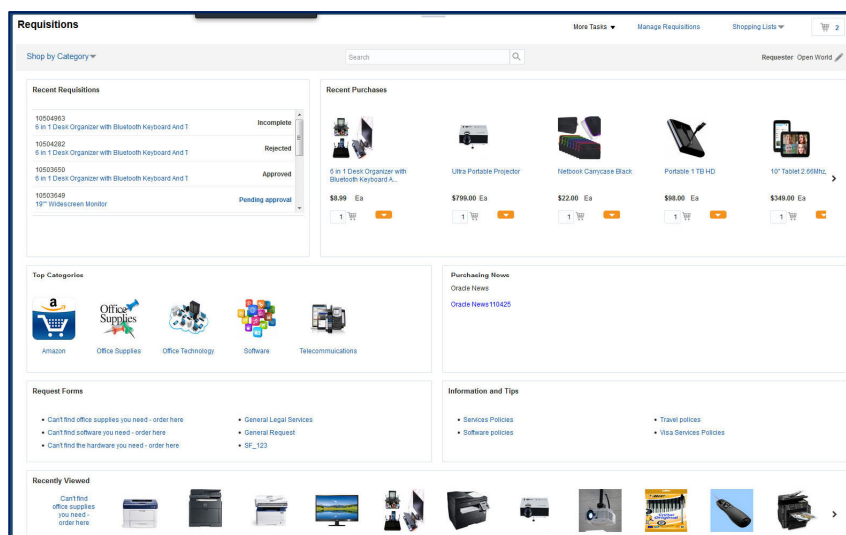 Requisitions
More Tasks
Manage Requisitions
Shopping Lists
2
Shop by Category
Search
Requester Open World
Recent Requisitions
10504963
6 in 1 Desk Organizer with Bluetooth Keyboard And T
Incomplete
10504282
6 in 1 Desk Organizer with Bluetooth Keyboard And T
Rejected
10503650
6 in 1 Desk Organizer with Bluetooth Keyboard And T
Approved
10503649
19"" Widescreen Monitor
Pending approval
Recent Purchases
6 in 1 Desk Organizer with
Bluetooth Keyboard A...
$8.99 Ea
1
Ultra Portable Projector
$799.00 Ea
1
Netbook Carrycase Black
$22.00 Ea
1
Portable 1 TB HD
$98.00 Ea
1
10" Tablet 2.66Mhz,
$349.00 Ea
1
Top Categories
a
Office
Supplies
Amazon
Office Supplies
Office Technology
Software
Telecommuications
Purchasing News
Oracle News
Oracle News110425
Request Forms
• Can't find office supplies you need - order here
• Can't find software you need - order here
• Can't find the hardware you need - order here
• General Legal Services
• General Request
• SF_123
Information and Tips
• Services Policies
• Software policies
• Travel polices
• Visa Services Policies
Recently Viewed
Can't find
office supplies
you need -
order here